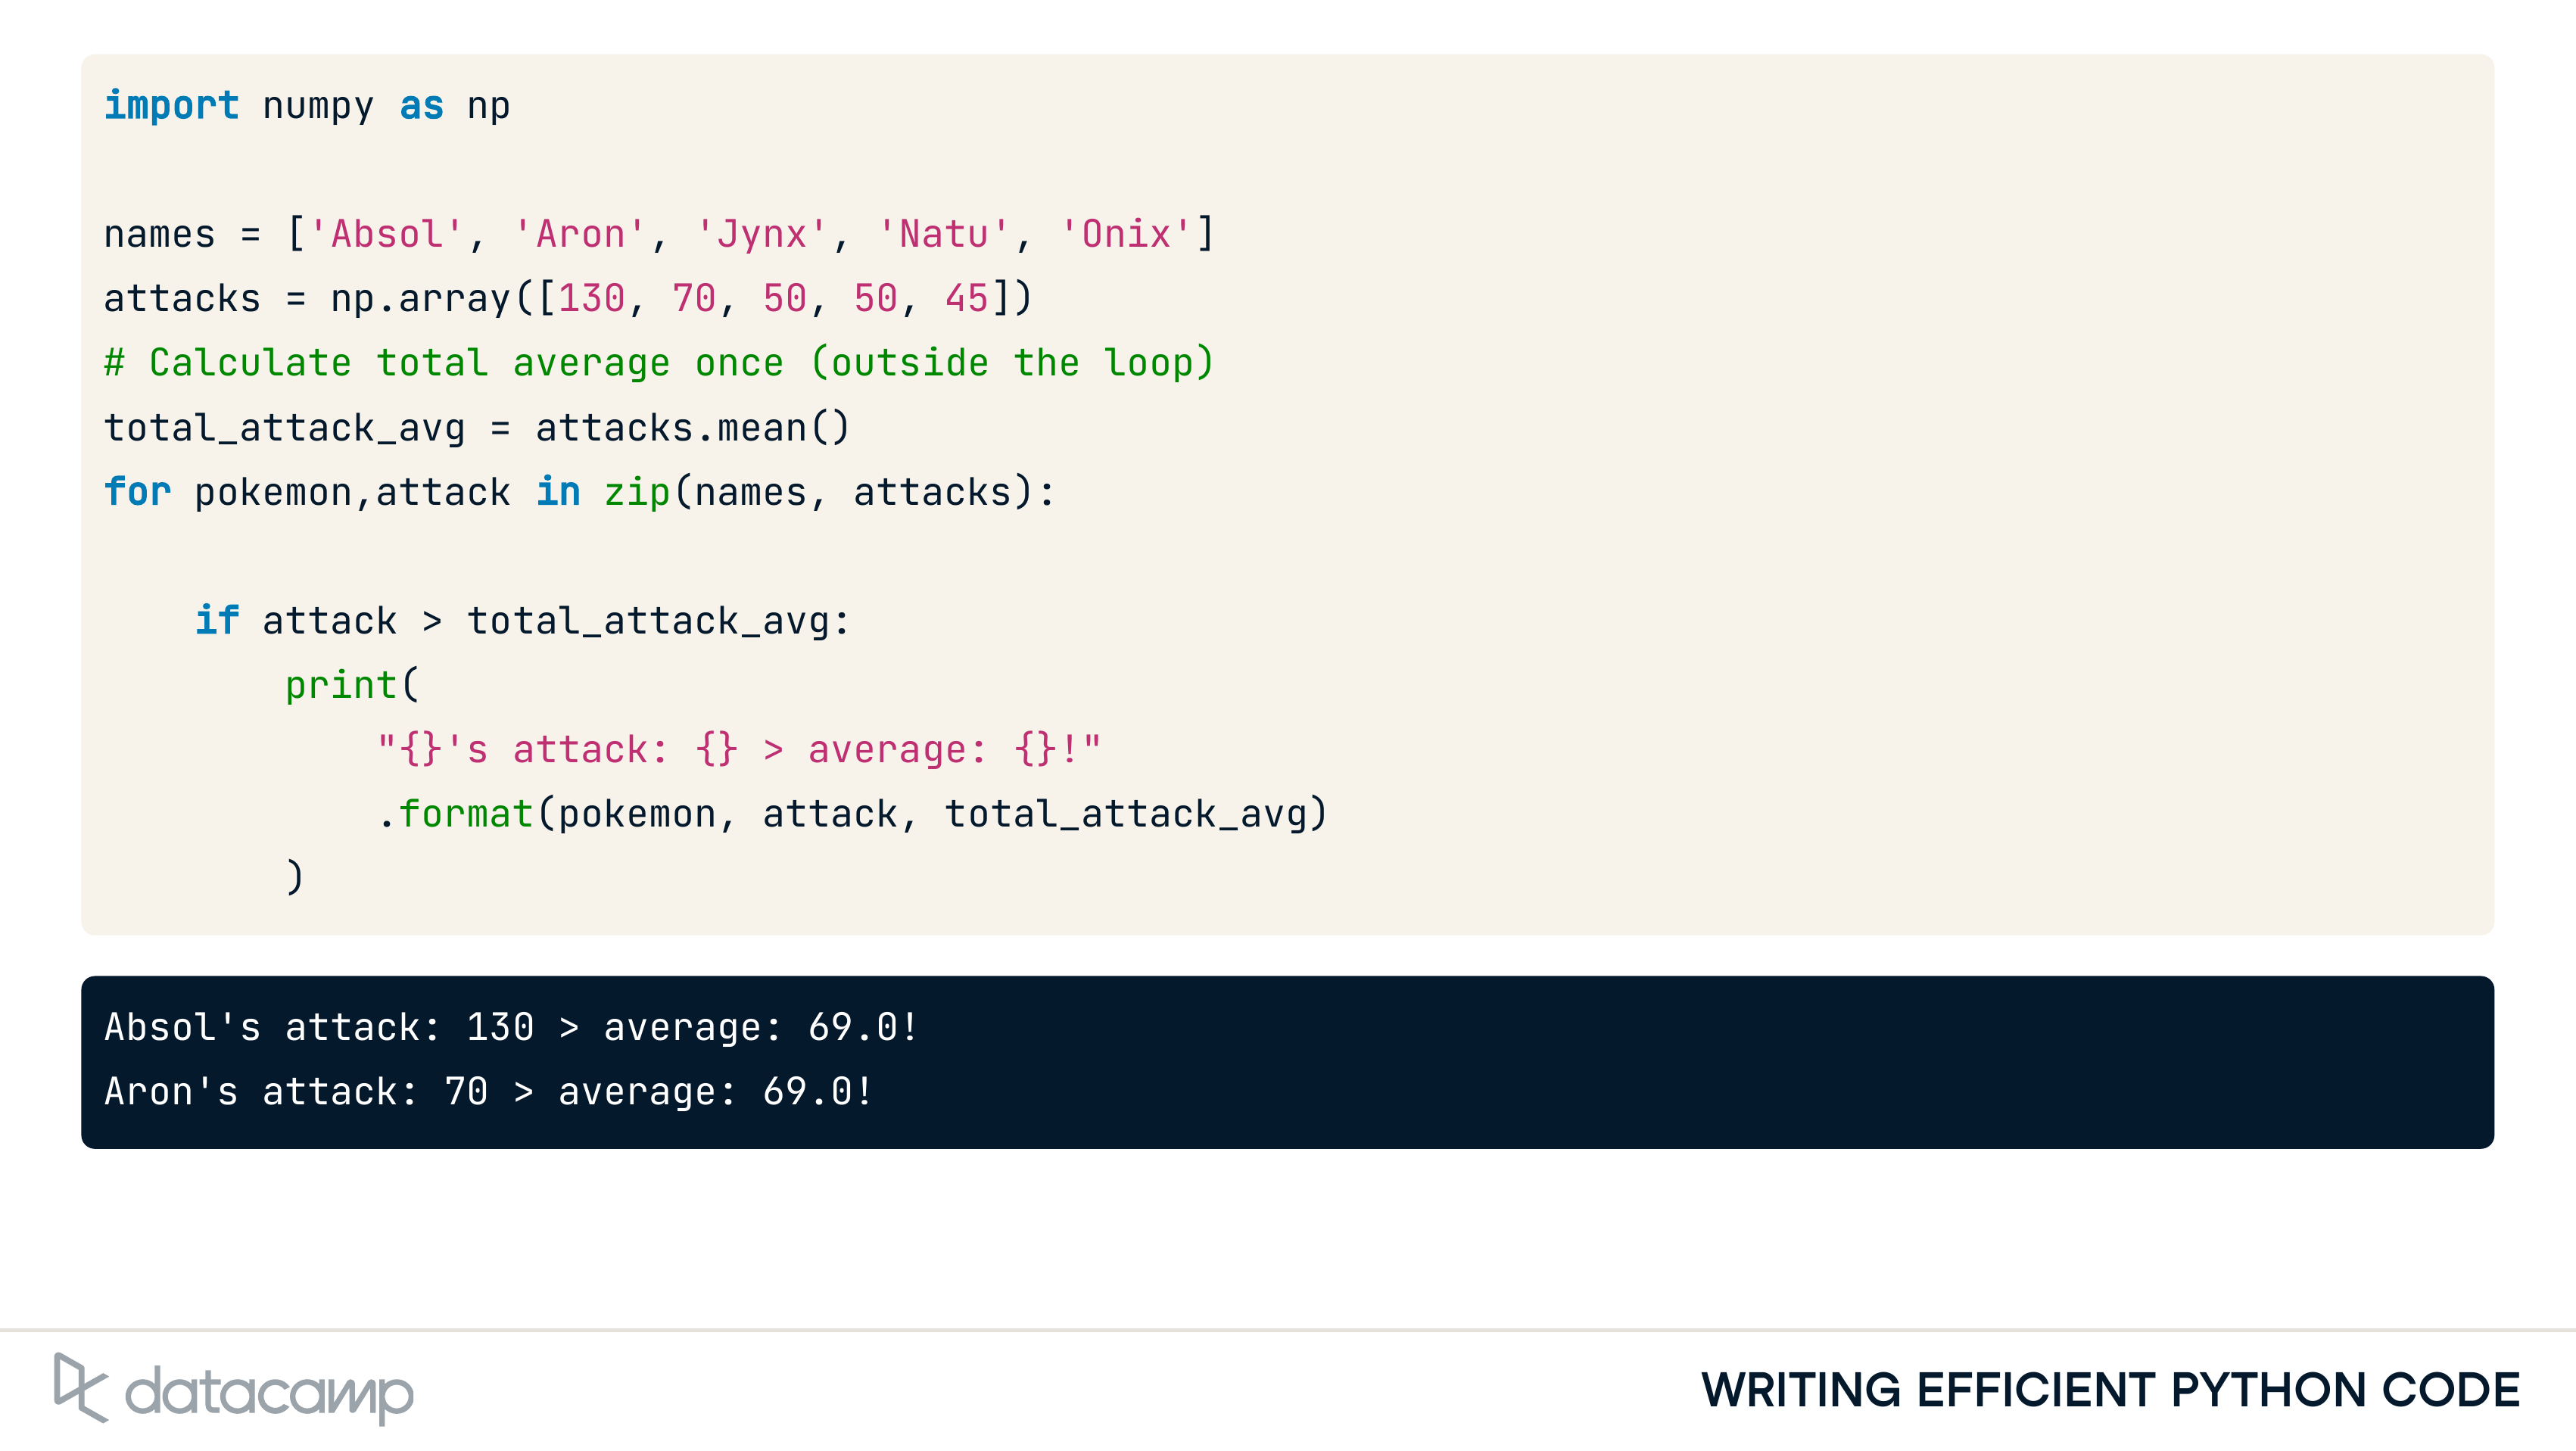 import numpy as np
names = ['Absol', 'Aron', 'Jynx', 'Natu', 'Onix']
attacks = np.array([130, 70, 50, 50, 45])
# Calculate total average once (outside the loop)
total_attack_avg = attacks.mean()
for pokemon,attack in zip(names, attacks):
    if attack > total_attack_avg:
        print(
            "{}'s attack: {} > average: {}!"
            .format(pokemon, attack, total_attack_avg)
        )
Absol's attack: 130 > average: 69.0!
Aron's attack: 70 > average: 69.0!
datacamp
WRITING EFFICIENT PYTHON CODE